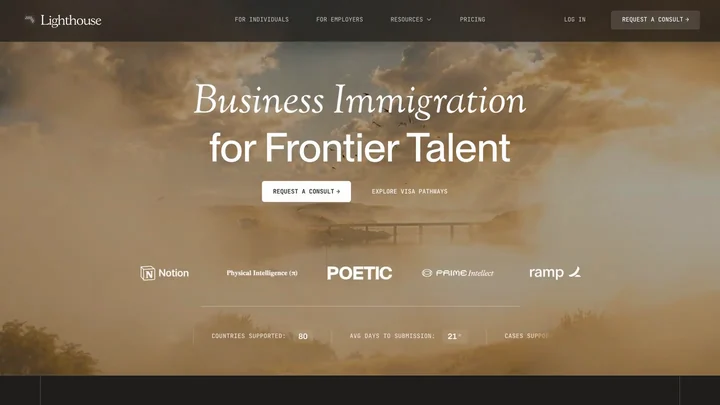 Lighthouse
FOR INDIVIDUALS
FOR EMPLOYERS
RESOURCES
PRICING
LOG IN
REQUEST A CONSULT →
Business Immigration
for Frontier Talent
REQUEST A CONSULT →
EXPLORE VISA PATHWAYS
Notion
Physical Intelligence (π)
POETIC
PRIME Intellect
ramp
COUNTRIES SUPPORTED: 80
AVG DAYS TO SUBMISSION: 21
CASES